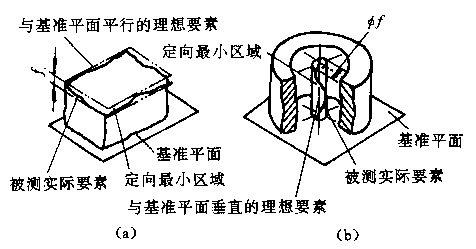 与基准平面平行的理想要素
f
基准平面
被测实际要素
定向最小区域
(a)
ϕf
定向最小区域
基准平面
被测实际要素
与基准平面垂直的理想要素
(b)